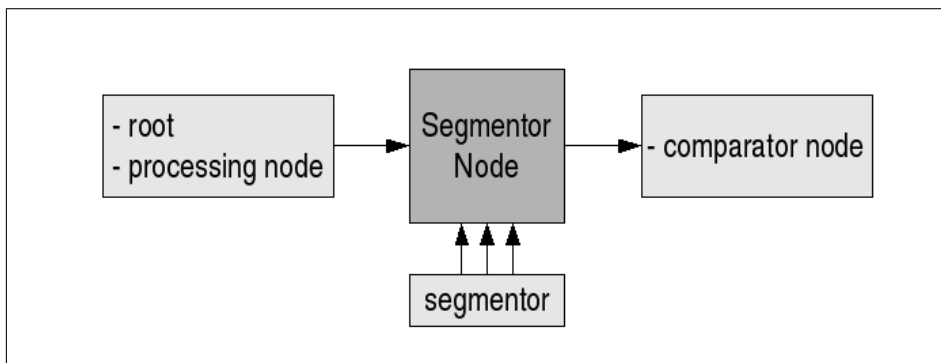 - root
- processing node
Segmentor
Node
- comparator node
segmentor